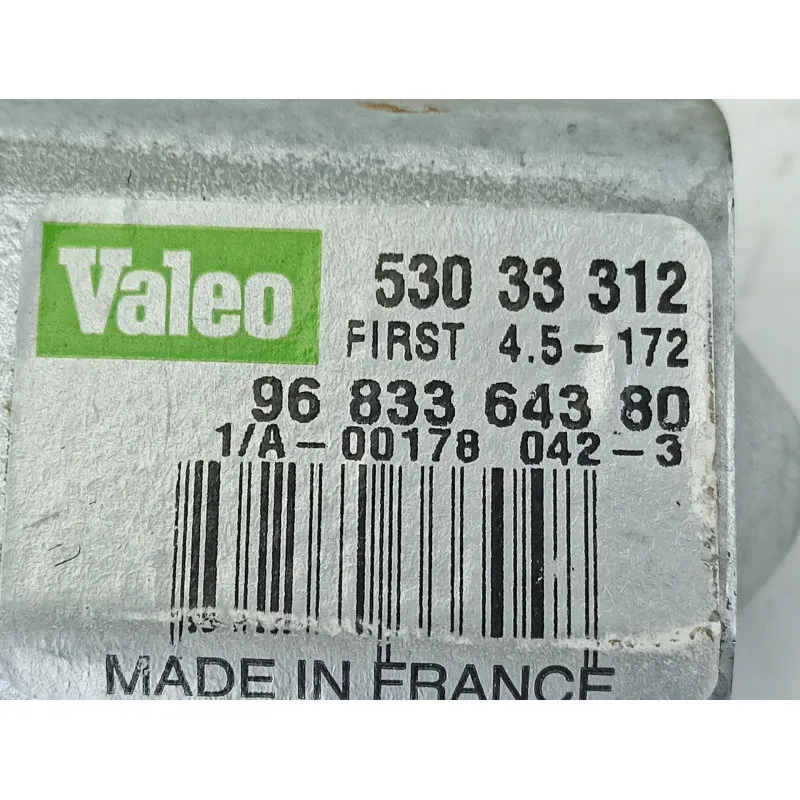 Valeo
530 33 312
FIRST 4.5-172
96 833 643 80
1/A-00178 042-3
MADE IN FRANCE